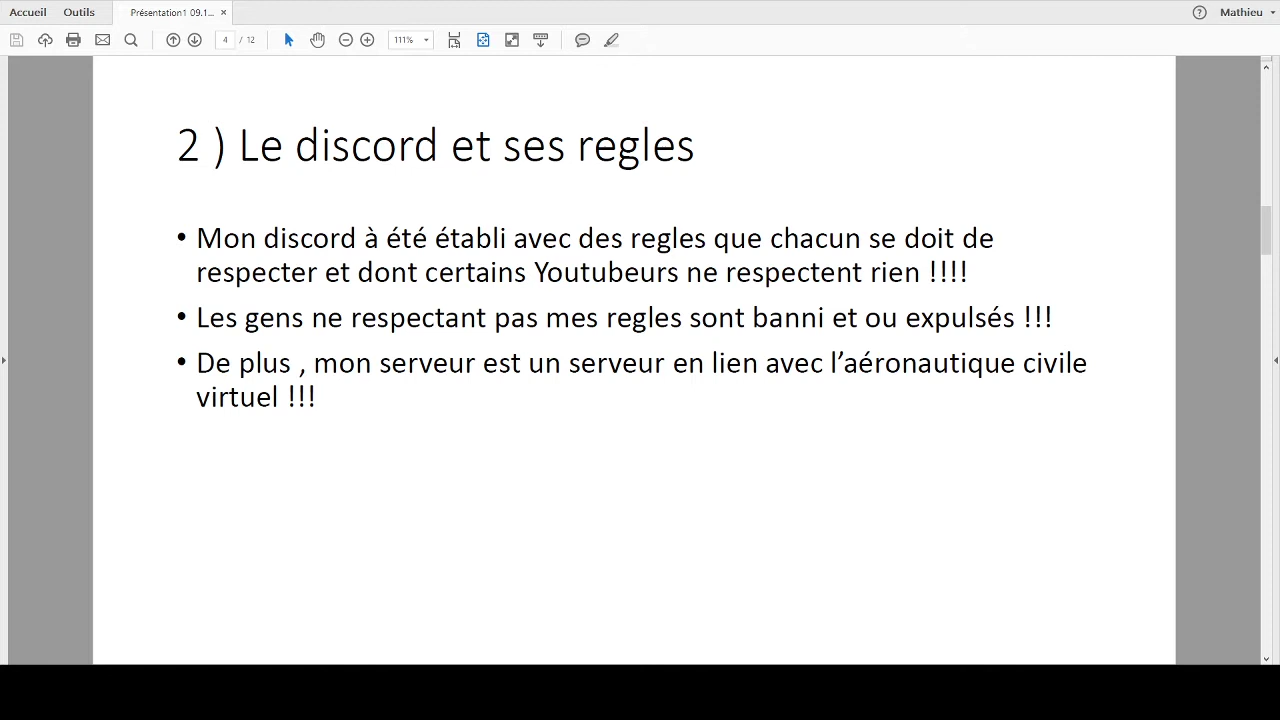 Accueil Outils Présentation1 09.1... × Mathieu
4 / 12 111%
2 ) Le discord et ses regles
• Mon discord à été établi avec des regles que chacun se doit de
respecter et dont certains Youtubeurs ne respectent rien !!!!
• Les gens ne respectant pas mes regles sont banni et ou expulsés !!!
• De plus , mon serveur est un serveur en lien avec l’aéronautique civile
virtuel !!!